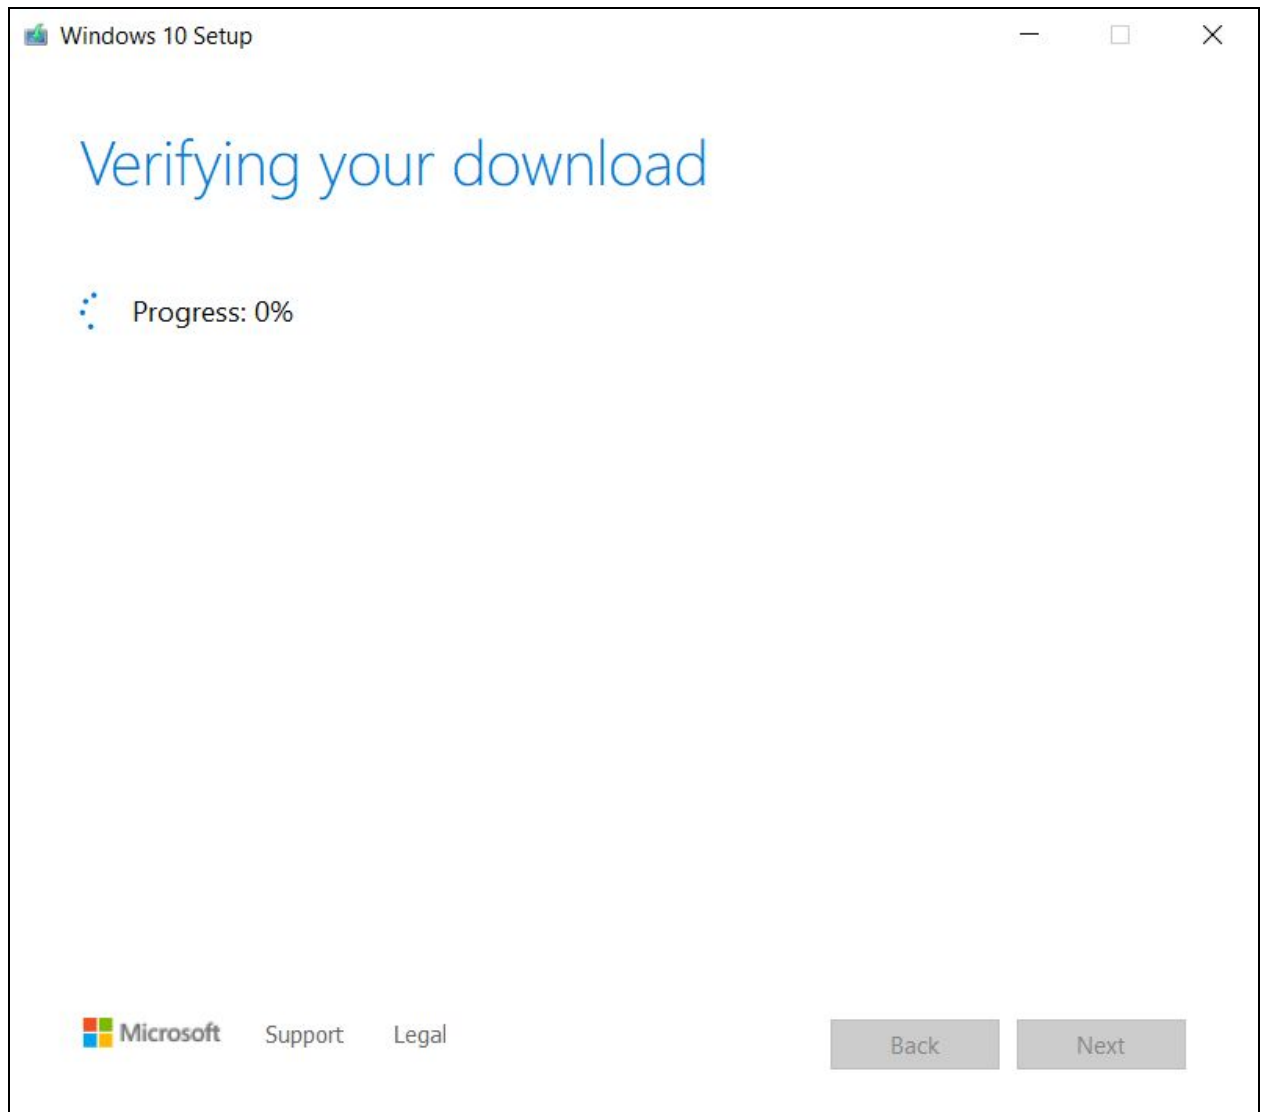 Windows 10 Setup
Verifying your download
Progress: 0%
Microsoft Support Legal
Back Next